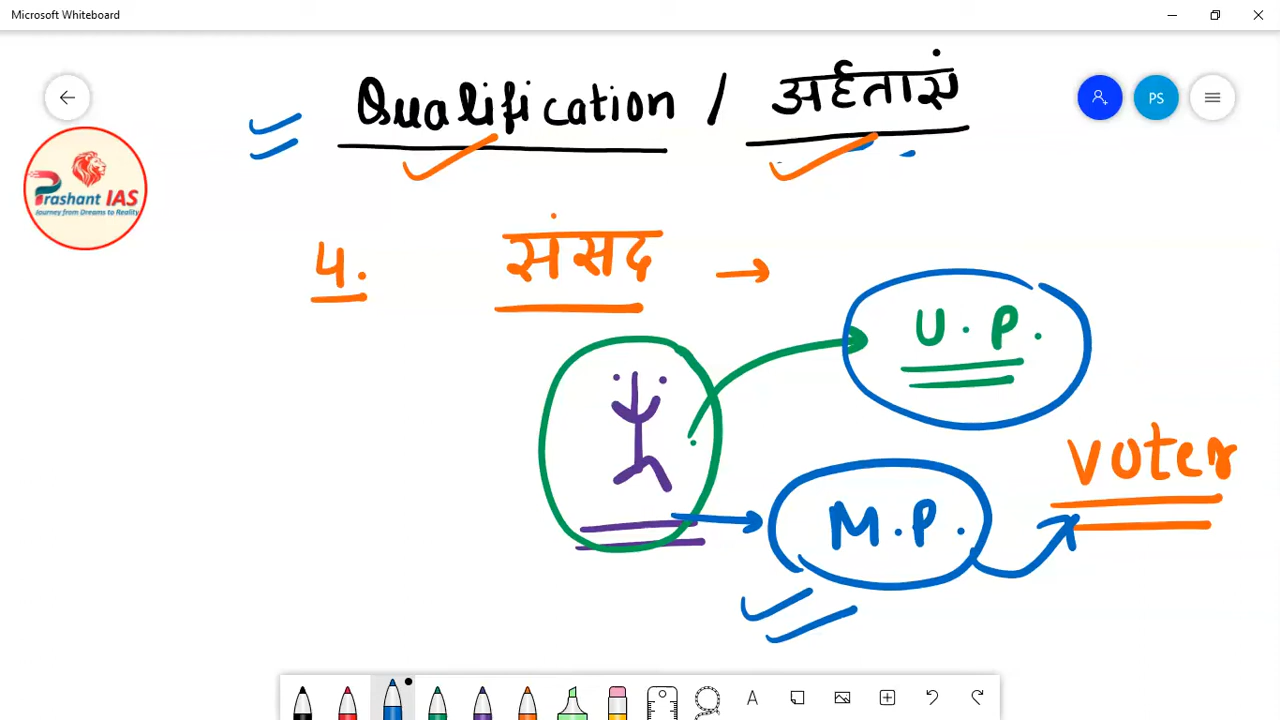 Microsoft Whiteboard
Qualification / अर्हताएं
PS
Prashant IAS
Journey from Dreams to Reality
4. संसद →
U.P.
voter
M.P.
A